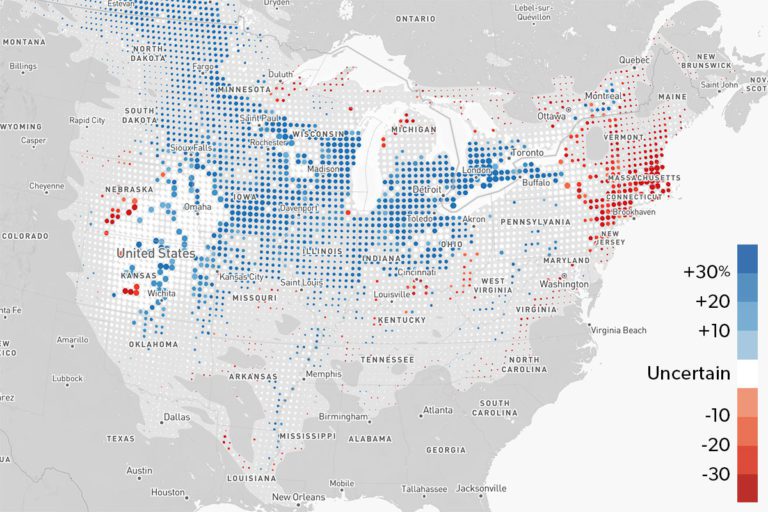 Estevan
Dryden
ONTARIO
Lebel-sur-
Quévillon
MONTANA
Billings
NORTH
DAKOTA
Fargo
Duluth
MINNESOTA
Quebec
NEW
BRUNSWICK
Saint John
MAINE
Montreal
Ottawa
SOUTH
DAKOTA
Rapid City
WYOMING
Casper
Saint Paul
WISCONSIN
Rochester
MICHIGAN
VERMONT
Sioux Falls
Madison
Toronto
London
Buffalo
Detroit
MASSACHUSETTS
CONNECTICUT
Brookhaven
Cheyenne
NEBRASKA
Omaha
IOWA
Davenport
Toledo
Akron
PENNSYLVANIA
NEW
JERSEY
COLORADO
United States
KANSAS
Wichita
Kansas City
ILLINOIS
INDIANA
OHIO
MARYLAND
Washington
Saint Louis
Cincinnati
WEST
VIRGINIA
MISSOURI
Louisville
KENTUCKY
VIRGINIA
Virginia Beach
Amarillo
OKLAHOMA
TENNESSEE
NORTH
CAROLINA
Lubbock
ARKANSAS
Memphis
SOUTH
CAROLINA
Dallas
Birmingham
Atlanta
TEXAS
MISSISSIPPI
ALABAMA
GEORGIA
Austin
LOUISIANA
Houston
Mobile
New Orleans
Tallahassee
Jacksonville
+30%
+20
+10
Uncertain
-10
-20
-30